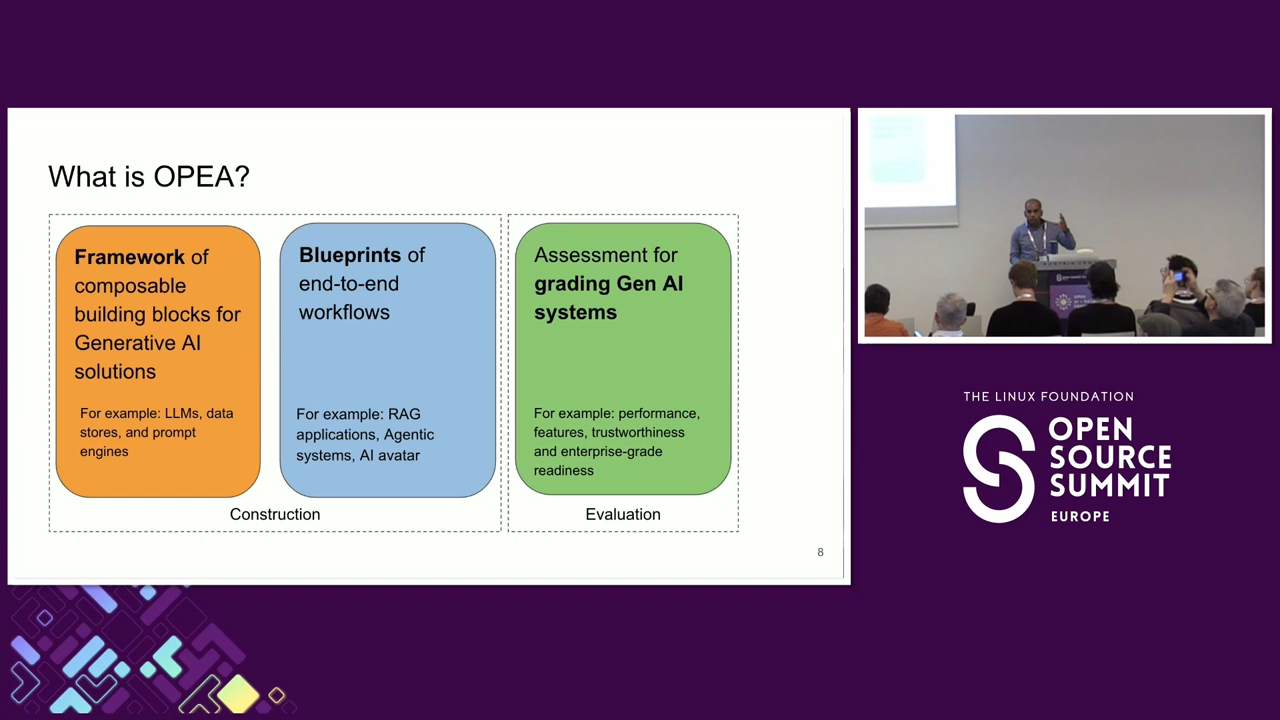 What is OPEA?
Framework of
composable
building blocks for
Generative AI
solutions
For example: LLMs, data
stores, and prompt
engines
Blueprints of
end-to-end
workflows
For example: RAG
applications, Agentic
systems, AI avatar
Construction
Assessment for
grading Gen AI
systems
For example: performance,
features, trustworthiness
and enterprise-grade
readiness
Evaluation
8
THE LINUX FOUNDATION
OPEN
SOURCE
SUMMIT
EUROPE